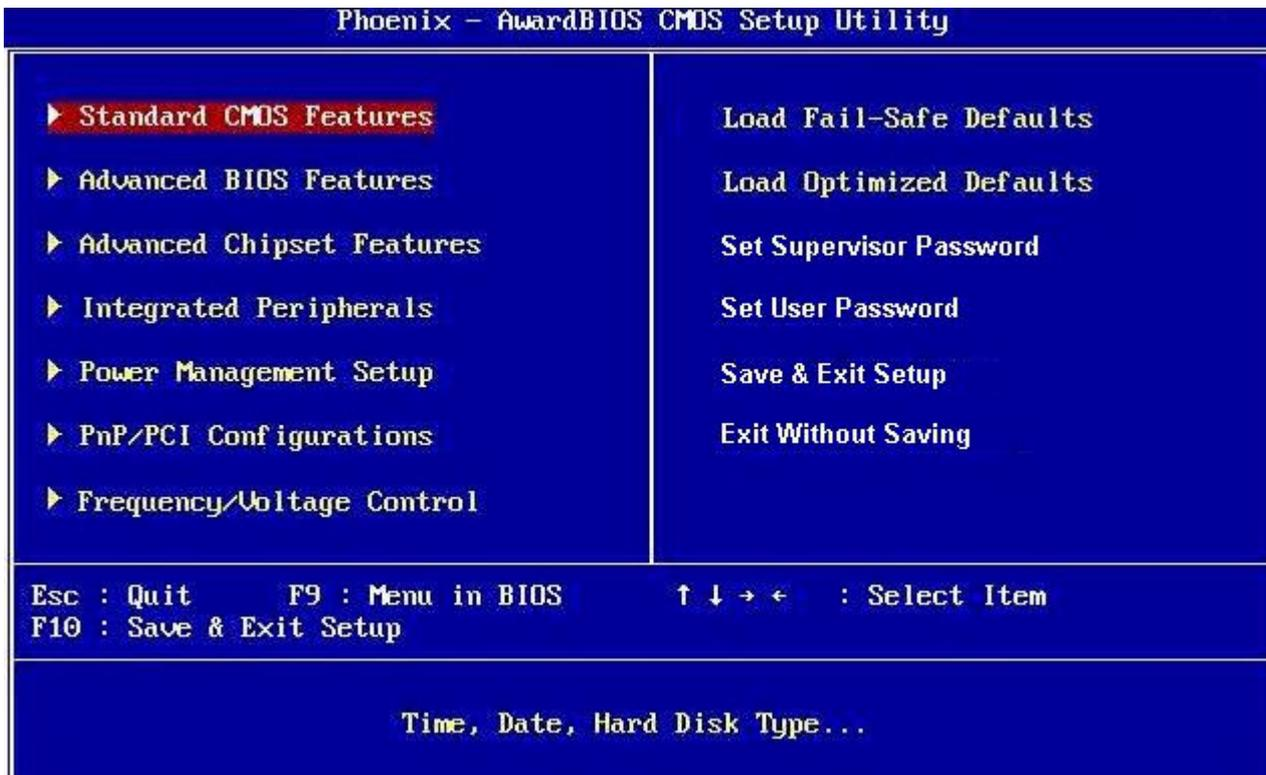 Phoenix - AwardBIOS CMOS Setup Utility
▶ Standard CMOS Features
▶ Advanced BIOS Features
▶ Advanced Chipset Features
▶ Integrated Peripherals
▶ Power Management Setup
▶ PnP/PCI Configurations
▶ Frequency/Voltage Control
Load Fail-Safe Defaults
Load Optimized Defaults
Set Supervisor Password
Set User Password
Save & Exit Setup
Exit Without Saving
Esc : Quit F9 : Menu in BIOS ↑ ↓ → ← : Select Item
F10 : Save & Exit Setup
Time, Date, Hard Disk Type...